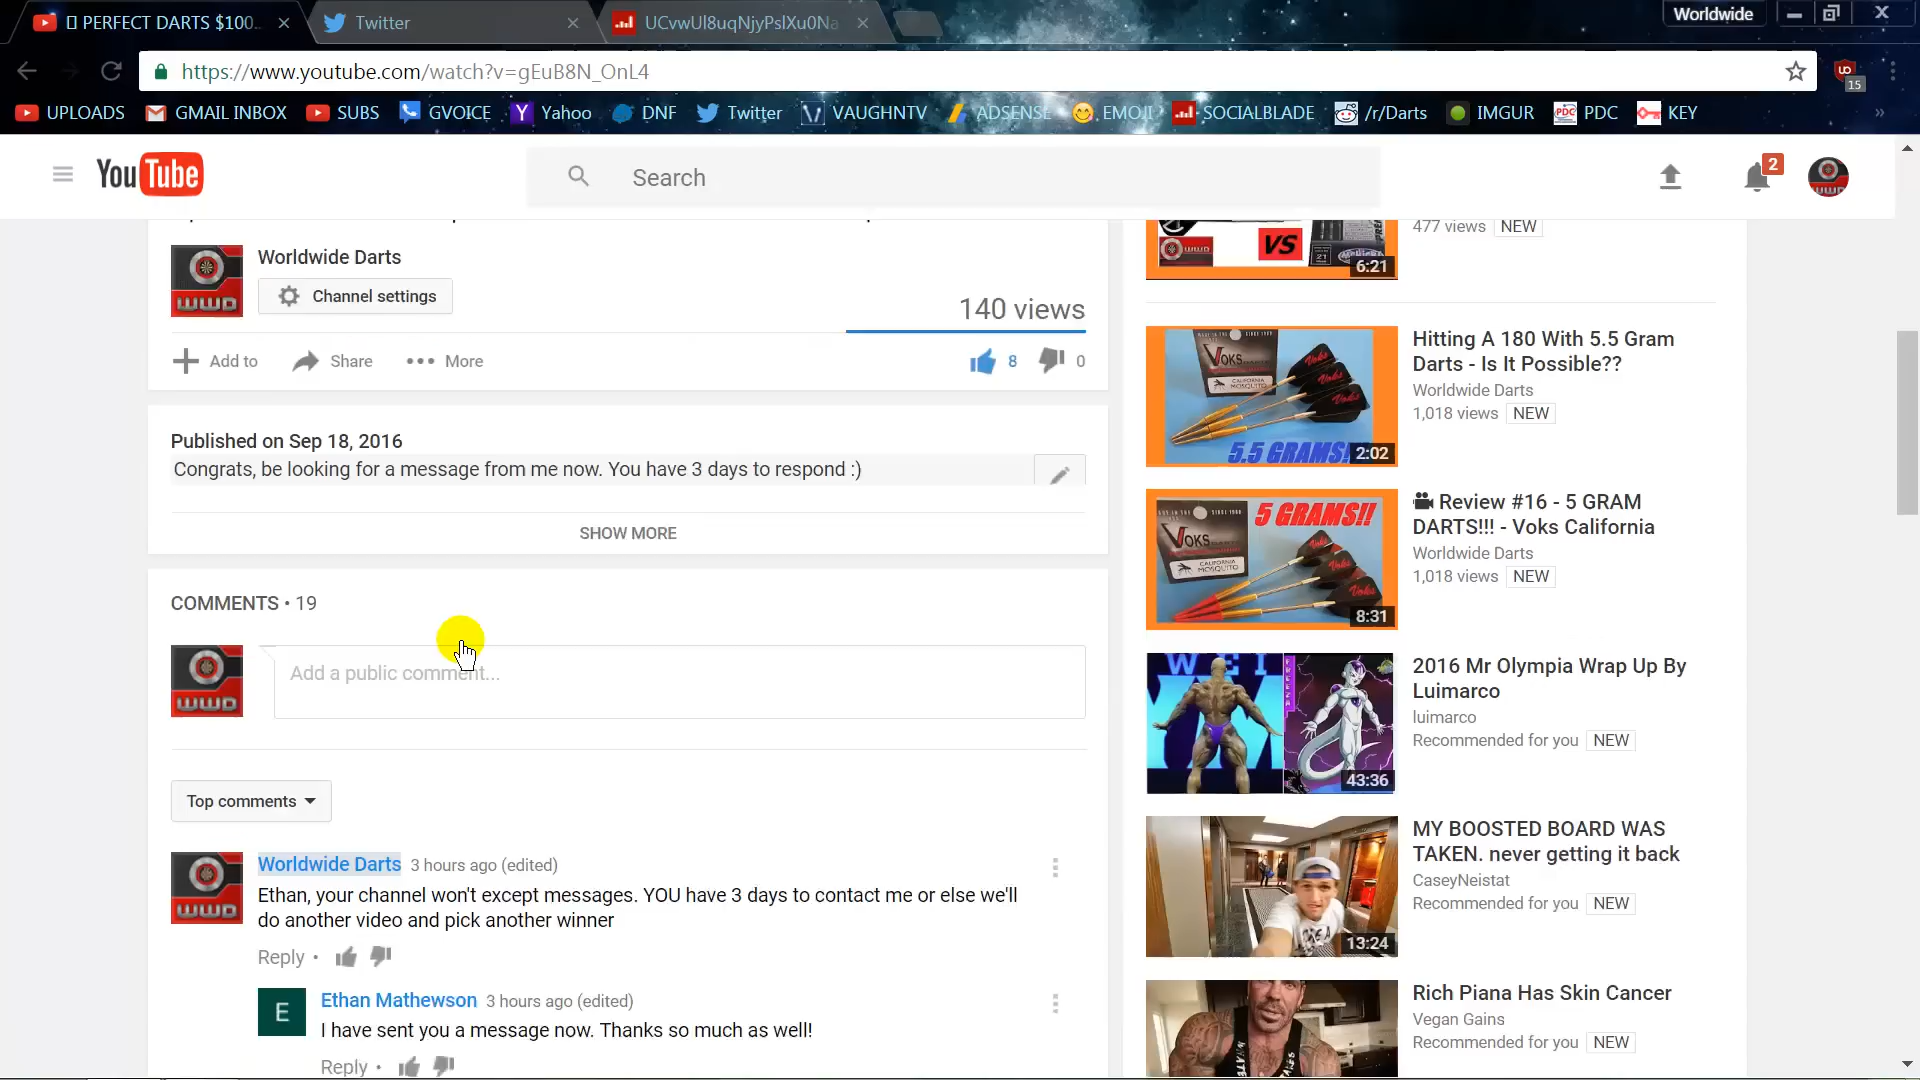 PERFECT DARTS $100...
Twitter
UCvwUl8uqNjyPslXu0Na
Worldwide
https://www.youtube.com/watch?v=gEuB8N_OnL4
15
UPLOADS
GMAIL INBOX
SUBS
GVOICE
Yahoo
DNF
Twitter
VAUGHNTV
ADSENSE
EMOJI
SOCIALBLADE
/r/Darts
IMGUR
PDC
KEY
YouTube
Search
2
Worldwide Darts
Channel settings
140 views
Add to
Share
More
8
0
Published on Sep 18, 2016
Congrats, be looking for a message from me now. You have 3 days to respond :)
SHOW MORE
COMMENTS • 19
Add a public comment...
Top comments
Worldwide Darts 3 hours ago (edited)
Ethan, your channel won't except messages. YOU have 3 days to contact me or else we'll
do another video and pick another winner
Reply •
E
Ethan Mathewson 3 hours ago (edited)
I have sent you a message now. Thanks so much as well!
Reply •
VS
6:21
477 views NEW
VOKS
CALIFORNIA
MOSQUITO
5.5 GRAMS!
2:02
Hitting A 180 With 5.5 Gram
Darts - Is It Possible??
Worldwide Darts
1,018 views NEW
5 GRAMS!!
VOKS
CALIFORNIA
MOSQUITO
8:31
Review #16 - 5 GRAM
DARTS!!! - Voks California
Worldwide Darts
1,018 views NEW
FREEZA
43:36
2016 Mr Olympia Wrap Up By
Luimarco
luimarco
Recommended for you NEW
13:24
MY BOOSTED BOARD WAS
TAKEN. never getting it back
CaseyNeistat
Recommended for you NEW
Rich Piana Has Skin Cancer
Vegan Gains
Recommended for you NEW